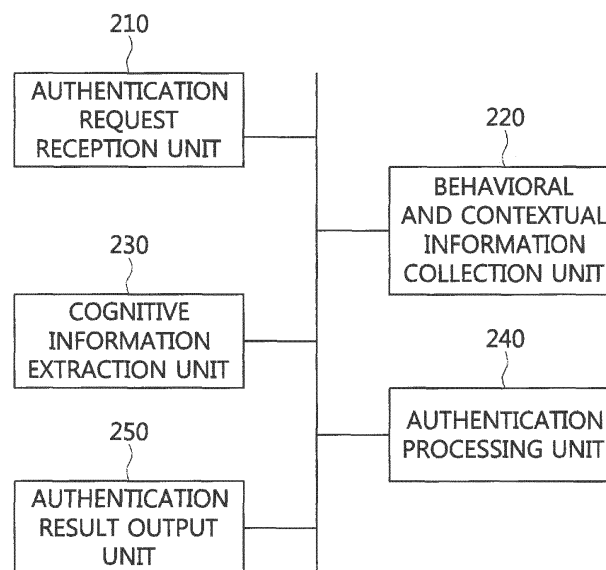 210
AUTHENTICATION
REQUEST
RECEPTION UNIT
220
BEHAVIORAL
AND CONTEXTUAL
INFORMATION
COLLECTION UNIT
230
COGNITIVE
INFORMATION
EXTRACTION UNIT
240
AUTHENTICATION
PROCESSING UNIT
250
AUTHENTICATION
RESULT OUTPUT
UNIT